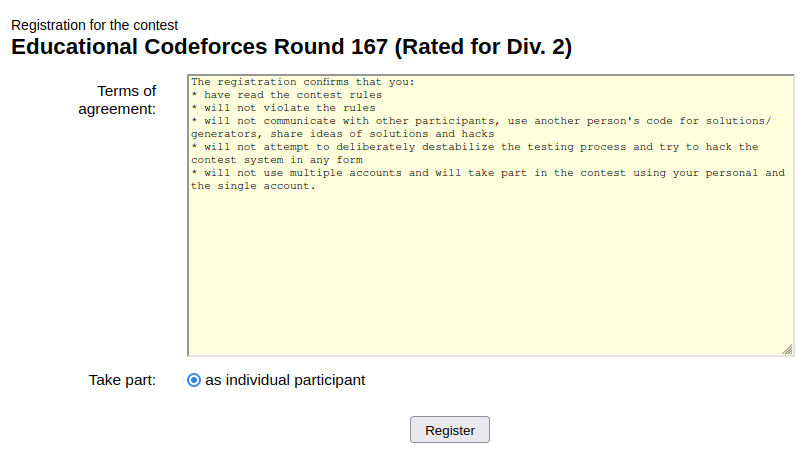 Registration for the contest
Educational Codeforces Round 167 (Rated for Div. 2)
Terms of
agreement:
The registration confirms that you:
* have read the contest rules
* will not violate the rules
* will not communicate with other participants, use another person's code for solutions/
generators, share ideas of solutions and hacks
* will not attempt to deliberately destabilize the testing process and try to hack the
contest system in any form
* will not use multiple accounts and will take part in the contest using your personal and
the single account.
Take part:
as individual participant
Register